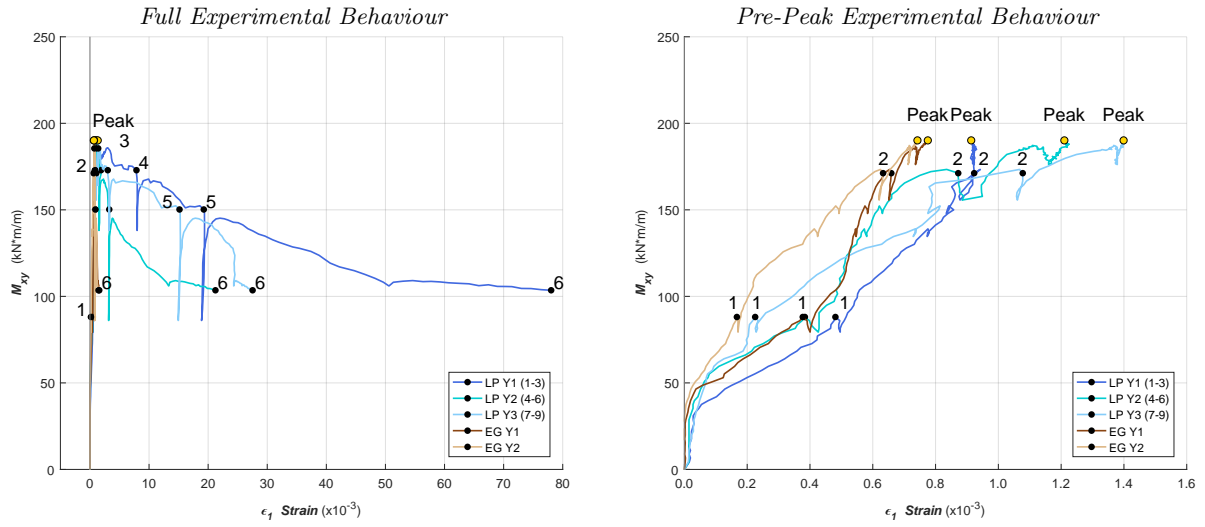 Full Experimental Behaviour
250
200
150
100
50
0
M_xy (kN*m/m)
Peak
3
2
4
5
5
6
6
6
6
1
0
10
20
30
40
50
60
70
80
ϵ_1 Strain (x10^-3)
LP Y1 (1-3)
LP Y2 (4-6)
LP Y3 (7-9)
EG Y1
EG Y2
Pre-Peak Experimental Behaviour
250
200
150
100
50
0
M_xy (kN*m/m)
Peak Peak Peak Peak
2 2 2 2
1 1 1 1
0.0
0.2
0.4
0.6
0.8
1.0
1.2
1.4
1.6
ϵ_1 Strain (x10^-3)
LP Y1 (1-3)
LP Y2 (4-6)
LP Y3 (7-9)
EG Y1
EG Y2